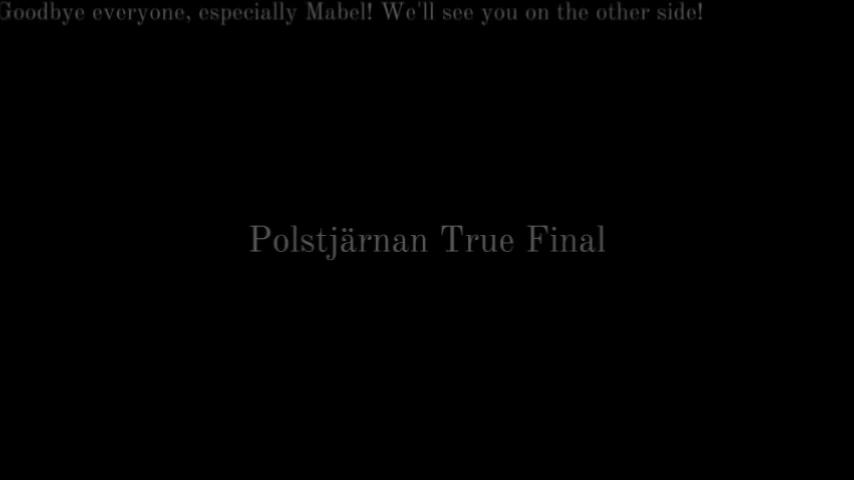 Goodbye everyone, especially Mabel! We'll see you on the other side!
Polstjärnan True Final